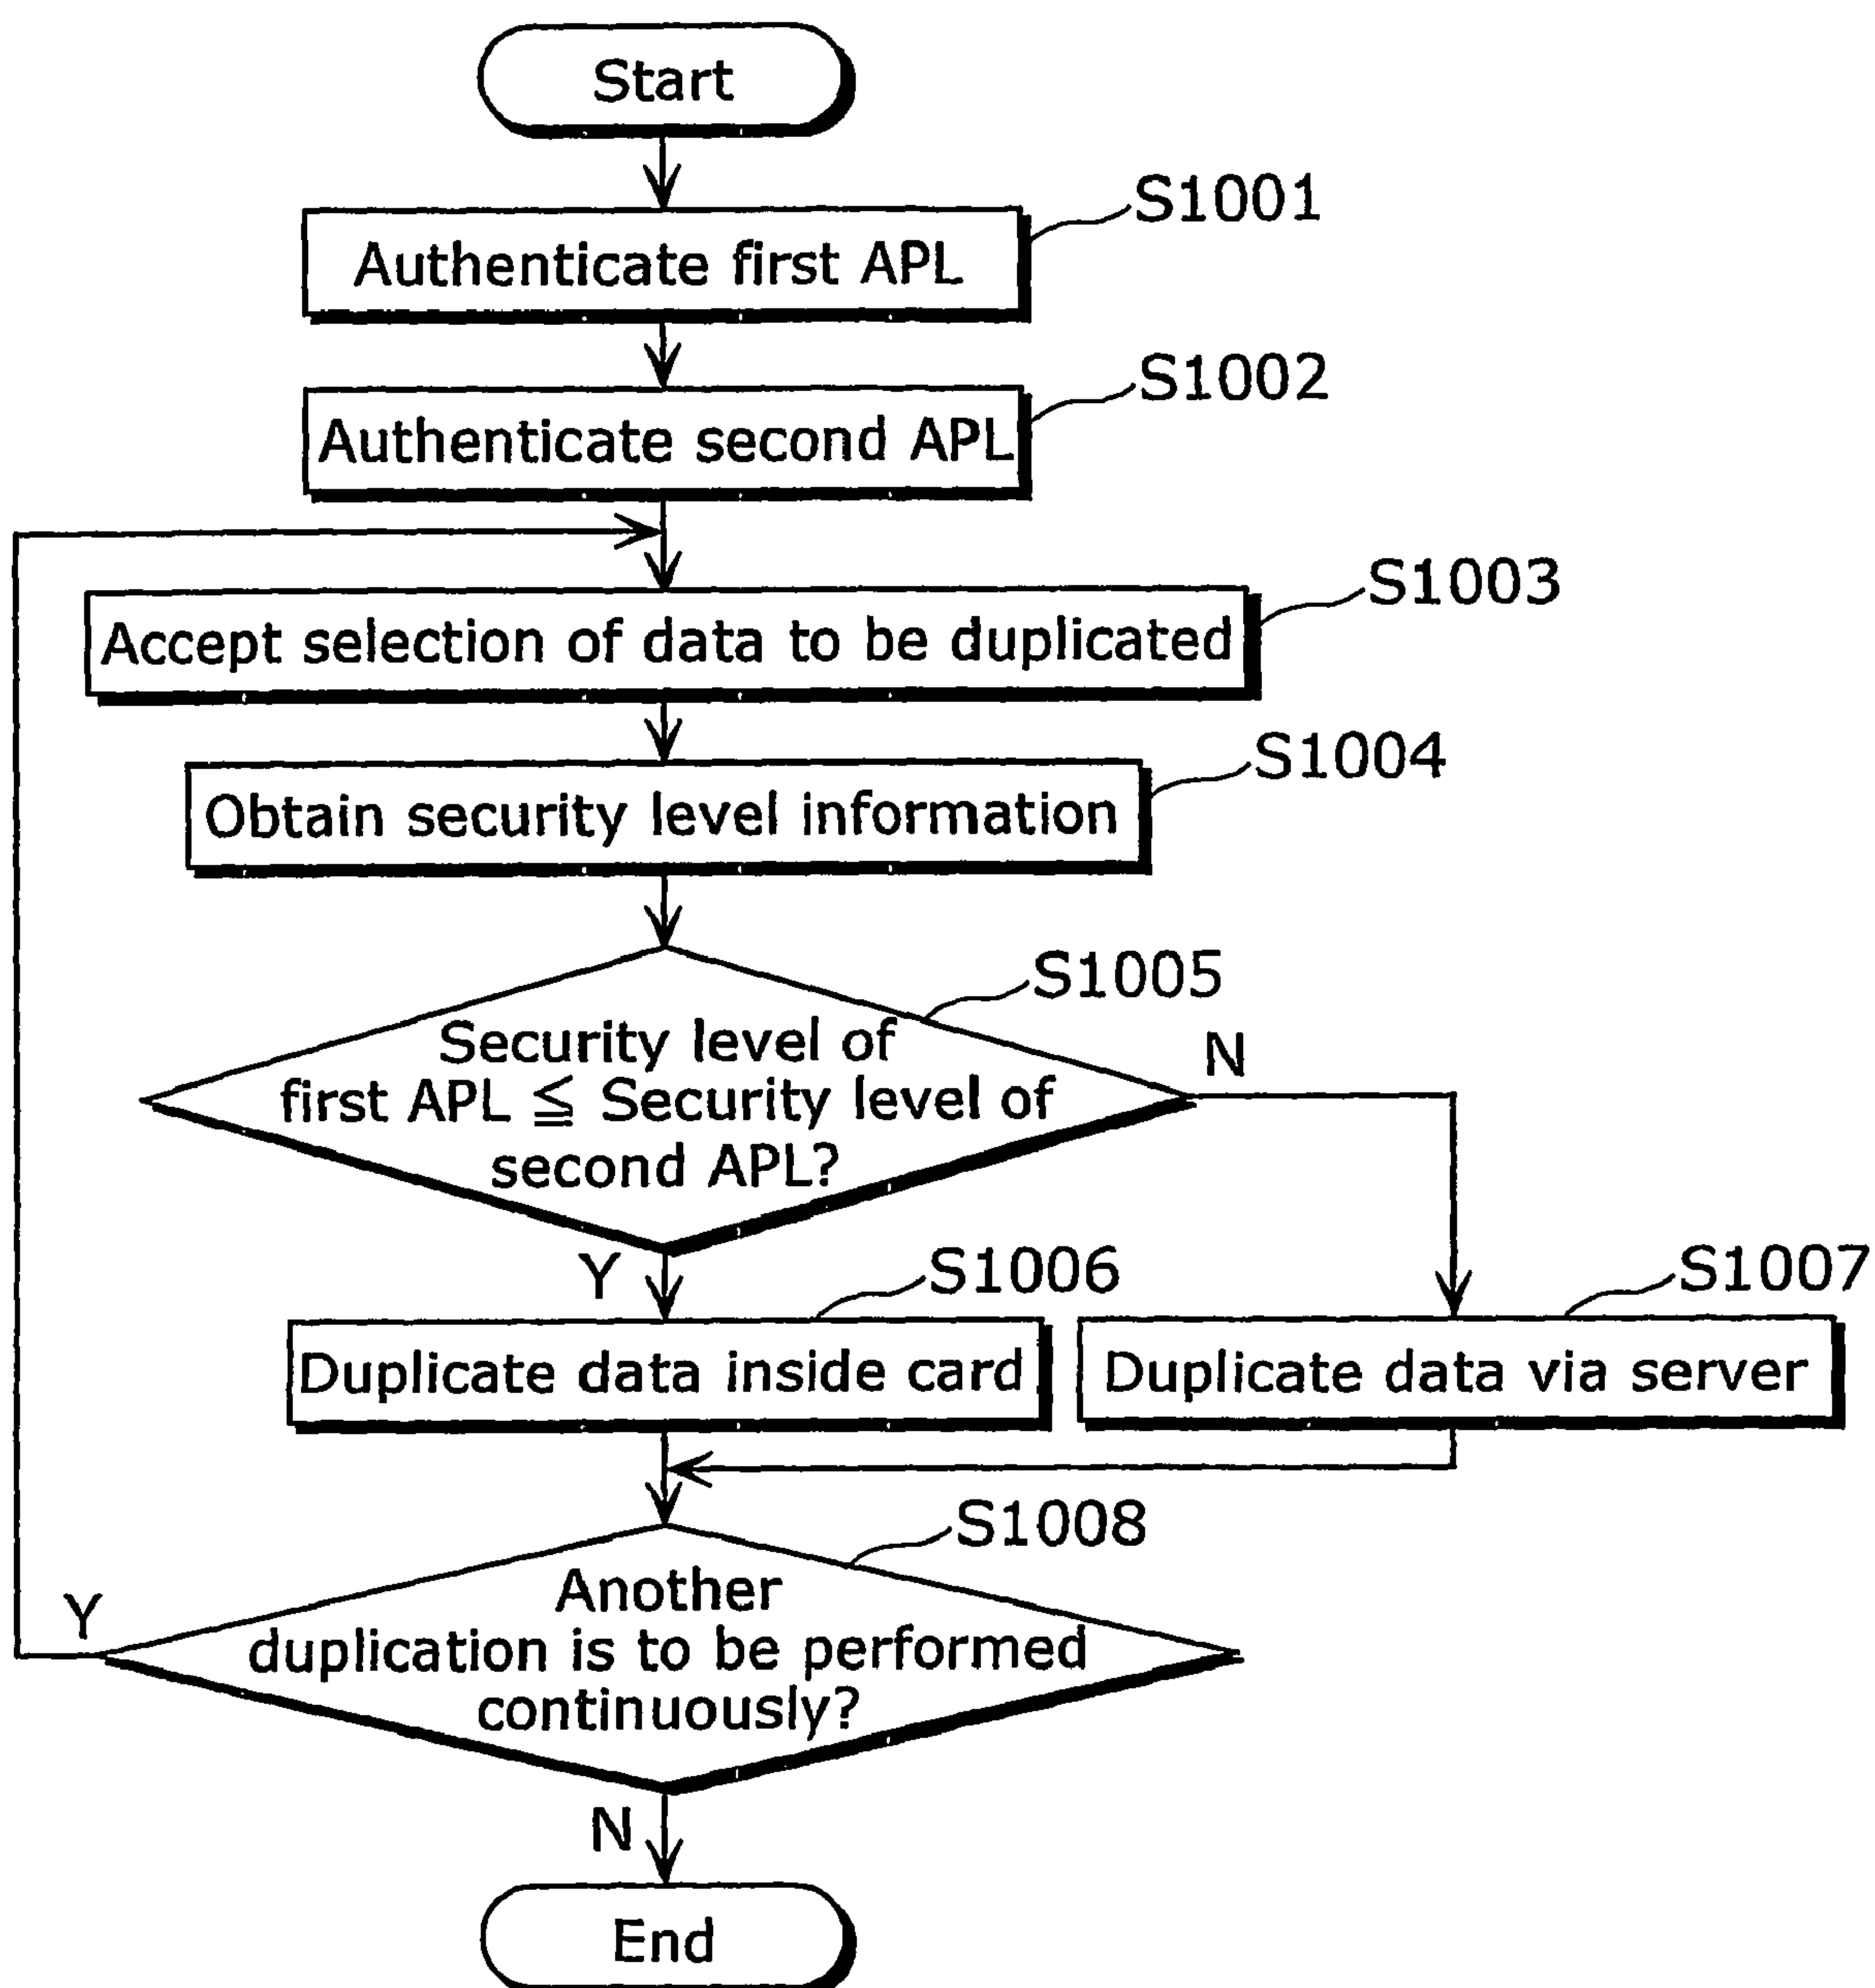 Start
S1001
Authenticate first APL
S1002
Authenticate second APL
S1003
Accept selection of data to be duplicated
S1004
Obtain security level information
S1005
Security level of
first APL ≦ Security level of
second APL?
N
Y
S1006
S1007
Duplicate data inside card
Duplicate data via server
S1008
Another
duplication is to be performed
continuously?
Y
N
End